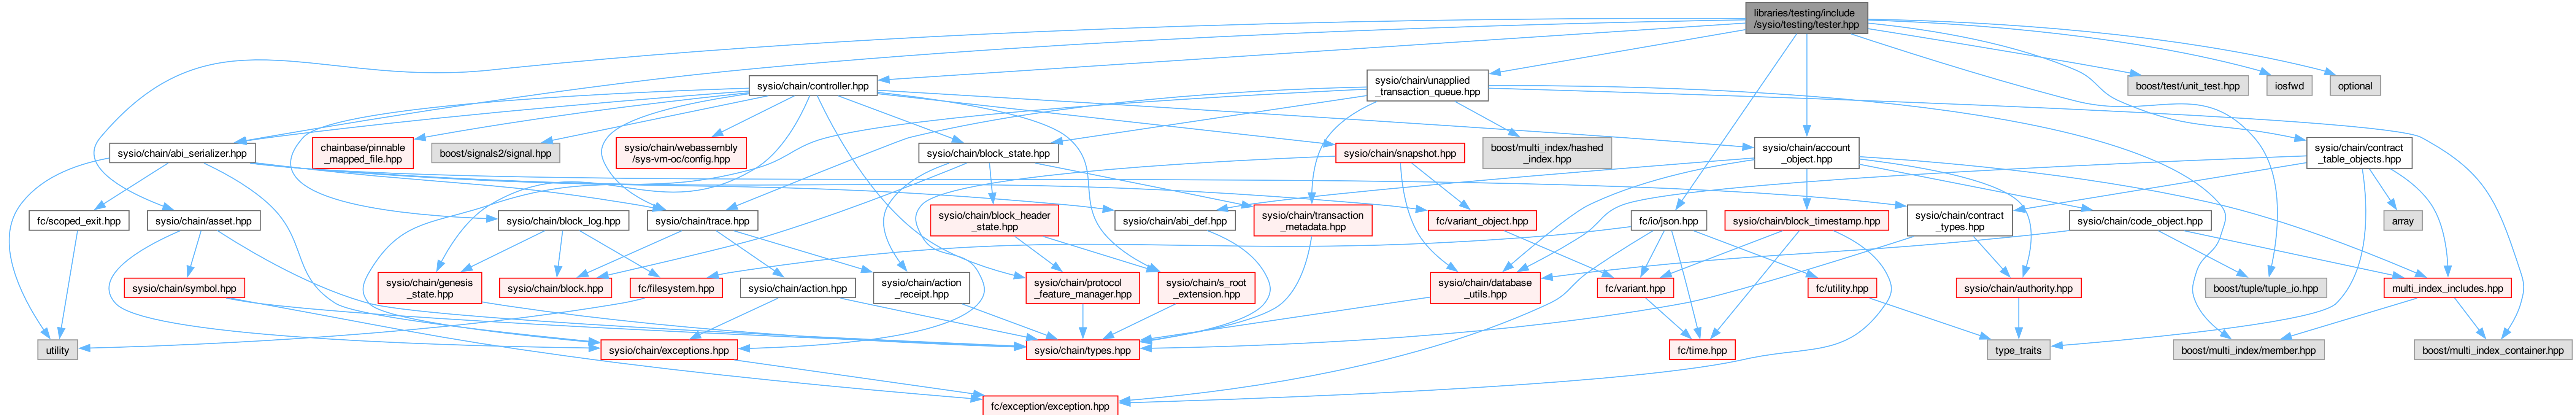 libraries/testing/include
/sysio/testing/tester.hpp
sysio/chain/controller.hpp
sysio/chain/unapplied
_transaction_queue.hpp
boost/test/unit_test.hpp
iosfwd
optional
sysio/chain/abi_serializer.hpp
chainbase/pinnable
_mapped_file.hpp
boost/signals2/signal.hpp
sysio/chain/webassembly
/sys-vm-oc/config.hpp
sysio/chain/block_state.hpp
sysio/chain/snapshot.hpp
boost/multi_index/hashed
_index.hpp
sysio/chain/account
_object.hpp
sysio/chain/contract
_table_objects.hpp
fc/scoped_exit.hpp
sysio/chain/asset.hpp
sysio/chain/block_log.hpp
sysio/chain/trace.hpp
sysio/chain/block_header
_state.hpp
sysio/chain/abi_def.hpp
sysio/chain/transaction
_metadata.hpp
fc/variant_object.hpp
fc/io/json.hpp
sysio/chain/block_timestamp.hpp
sysio/chain/contract
_types.hpp
sysio/chain/code_object.hpp
array
sysio/chain/symbol.hpp
sysio/chain/genesis
_state.hpp
sysio/chain/block.hpp
fc/filesystem.hpp
sysio/chain/action.hpp
sysio/chain/action
_receipt.hpp
sysio/chain/protocol
_feature_manager.hpp
sysio/chain/s_root
_extension.hpp
sysio/chain/database
_utils.hpp
fc/variant.hpp
fc/utility.hpp
sysio/chain/authority.hpp
boost/tuple/tuple_io.hpp
multi_index_includes.hpp
utility
sysio/chain/exceptions.hpp
sysio/chain/types.hpp
fc/time.hpp
type_traits
boost/multi_index/member.hpp
boost/multi_index_container.hpp
fc/exception/exception.hpp